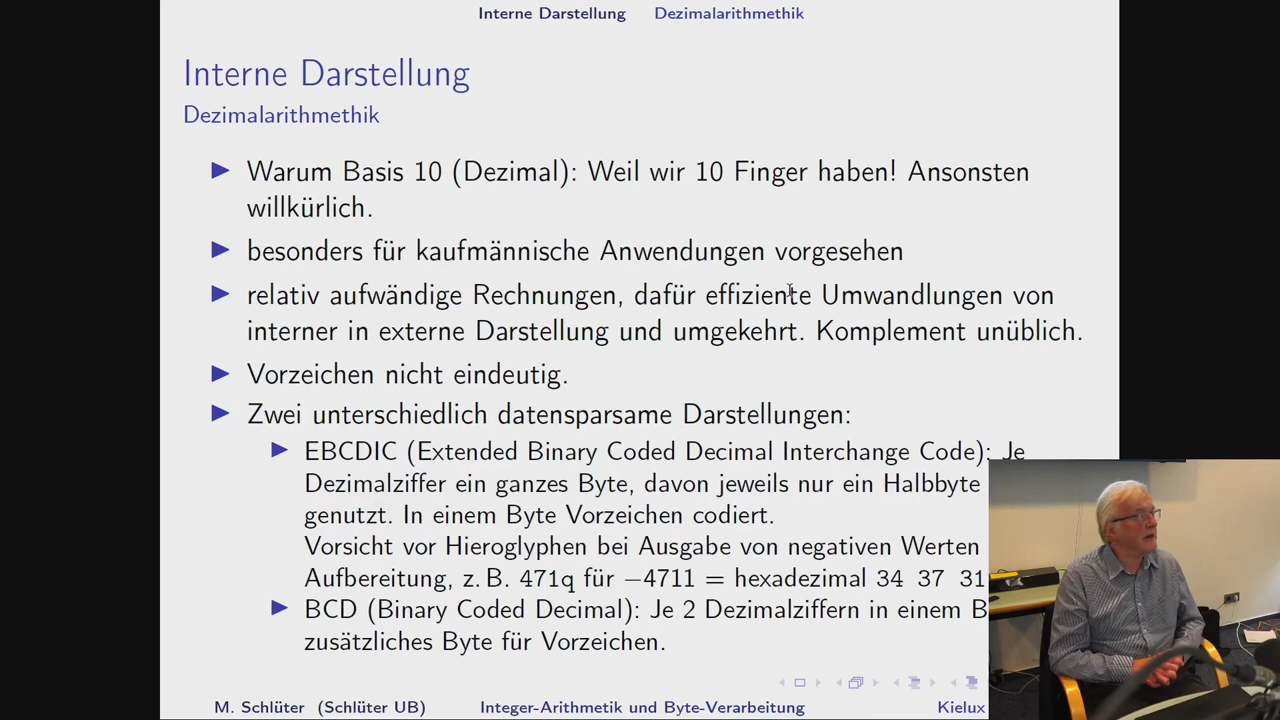 Interne Darstellung Dezimalarithmethik
Interne Darstellung
Dezimalarithmethik
Warum Basis 10 (Dezimal): Weil wir 10 Finger haben! Ansonsten
willkürlich.
besonders für kaufmännische Anwendungen vorgesehen
relativ aufwändige Rechnungen, dafür effiziente Umwandlungen von
interner in externe Darstellung und umgekehrt. Komplement unüblich.
Vorzeichen nicht eindeutig.
Zwei unterschiedlich datensparsame Darstellungen:
EBCDIC (Extended Binary Coded Decimal Interchange Code): Je
Dezimalziffer ein ganzes Byte, davon jeweils nur ein Halbbyte
genutzt. In einem Byte Vorzeichen codiert.
Vorsicht vor Hieroglyphen bei Ausgabe von negativen Werten
Aufbereitung, z. B. 471q für −4711 = hexadezimal 34 37 31
BCD (Binary Coded Decimal): Je 2 Dezimalziffern in einem B
zusätzliches Byte für Vorzeichen.
M. Schlüter (Schlüter UB) Integer-Arithmetik und Byte-Verarbeitung Kielux